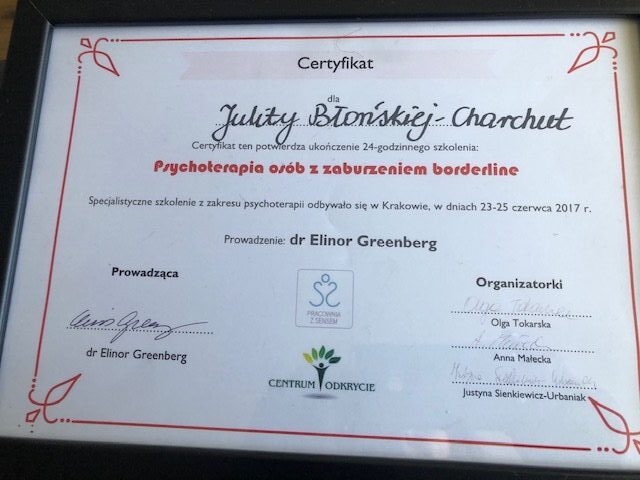 Certyfikat
dla
Julity Błońskiej-Charchut
Certyfikat ten potwierdza ukończenie 24-godzinnego szkolenia:
Psychoterapia osób z zaburzeniem borderline
Specjalistyczne szkolenie z zakresu psychoterapii odbywało się w Krakowie, w dniach 23-25 czerwca 2017 r.
Prowadzenie: dr Elinor Greenberg
Prowadząca
dr Elinor Greenberg
PRACOWNIA
Z SENSEM
CENTRUM ODKRYCIE
Organizatorki
Olga Tokarska
Anna Małecka
Justyna Sienkiewicz-Urbaniak